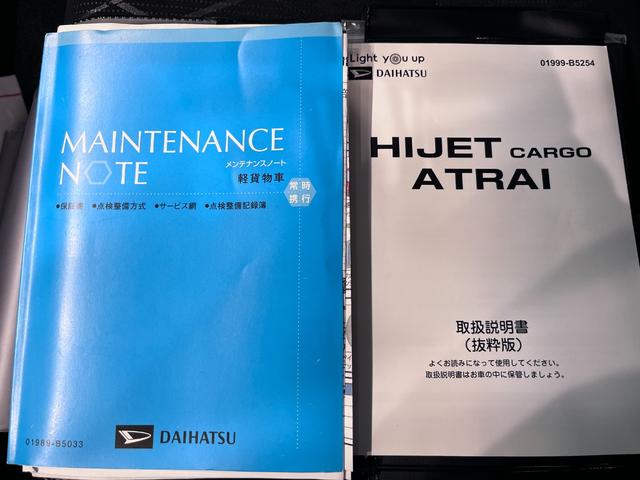 MAINTENANCE
NOTE
メンテナンスノート
軽貨物車
常時
携行
●保証書 ●点検整備方式 ●サービス網 ●点検整備記録簿
01989-B5033
DAIHATSU
Light you up
DAIHATSU
01999-B5254
HIJET CARGO
ATRAI
取扱説明書
(抜粋版)
よくお読みになって使用してください。
取扱説明書はお車の中に保管しましょう。